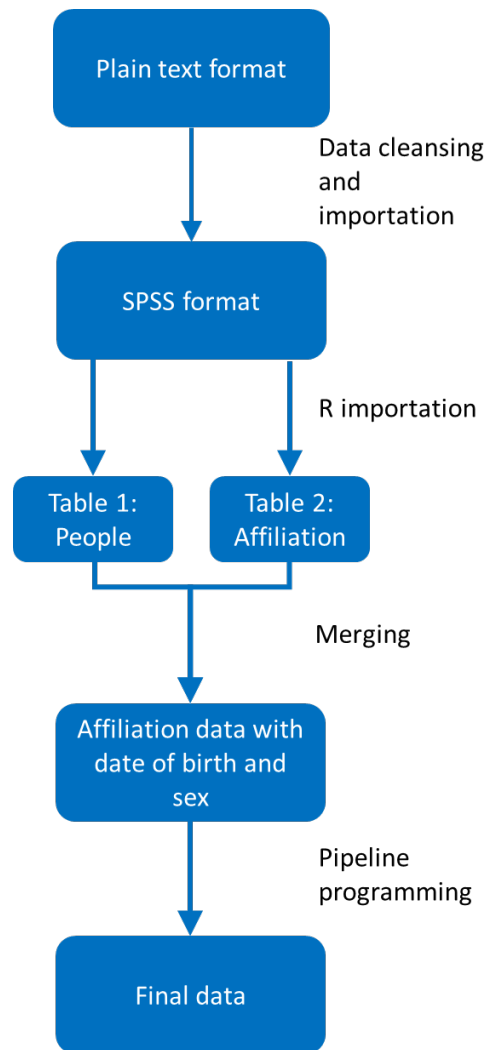 Plain text format
Data cleansing
and
importation
SPSS format
R importation
Table 1:
People
Table 2:
Affiliation
Merging
Affiliation data with
date of birth and
sex
Pipeline
programming
Final data